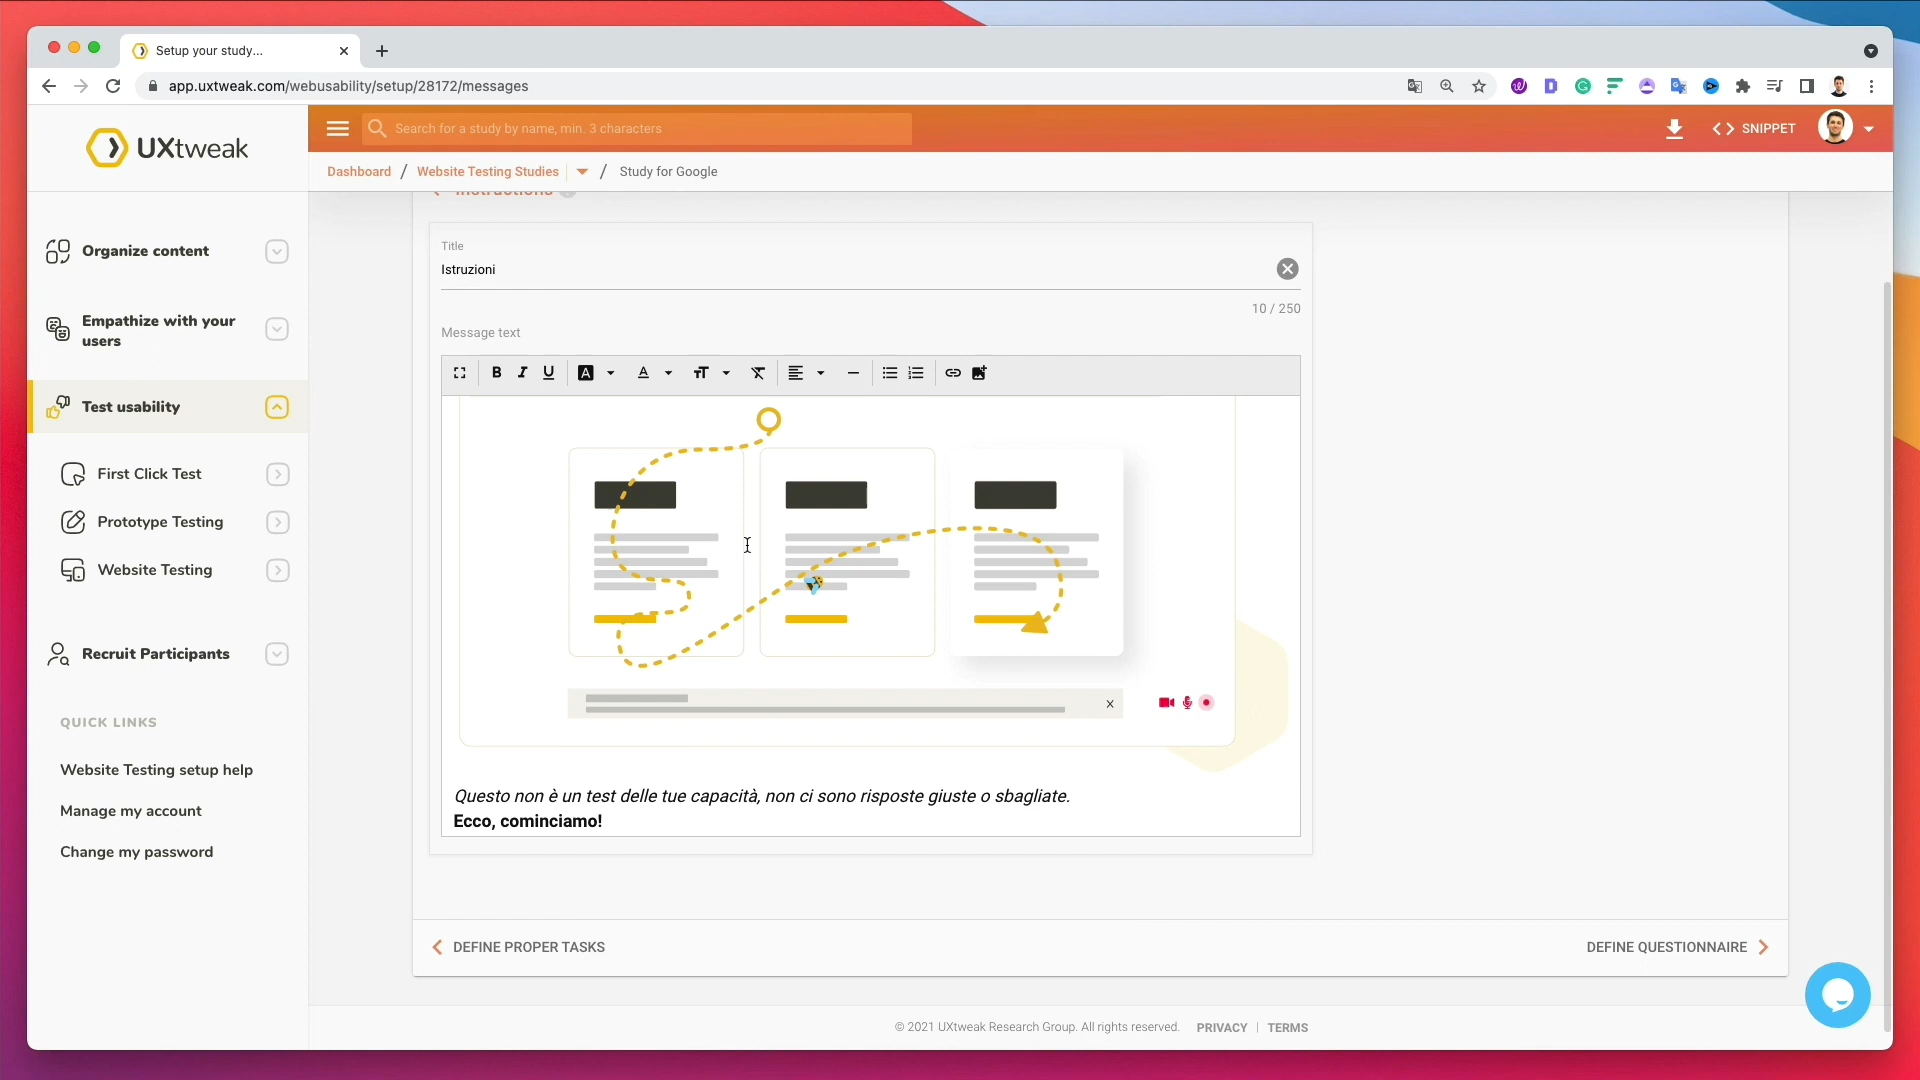 Setup your study...
app.uxtweak.com/webusability/setup/28172/messages
UXtweak
Search for a study by name, min. 3 characters
SNIPPET
Dashboard / Website Testing Studies / Study for Google
Instructions
Organize content
Empathize with your
users
Test usability
First Click Test
Prototype Testing
Website Testing
Recruit Participants
QUICK LINKS
Website Testing setup help
Manage my account
Change my password
Title
Istruzioni
10 / 250
Message text
Questo non è un test delle tue capacità, non ci sono risposte giuste o sbagliate.
Ecco, cominciamo!
DEFINE PROPER TASKS
DEFINE QUESTIONNAIRE
© 2021 UXtweak Research Group. All rights reserved. PRIVACY | TERMS